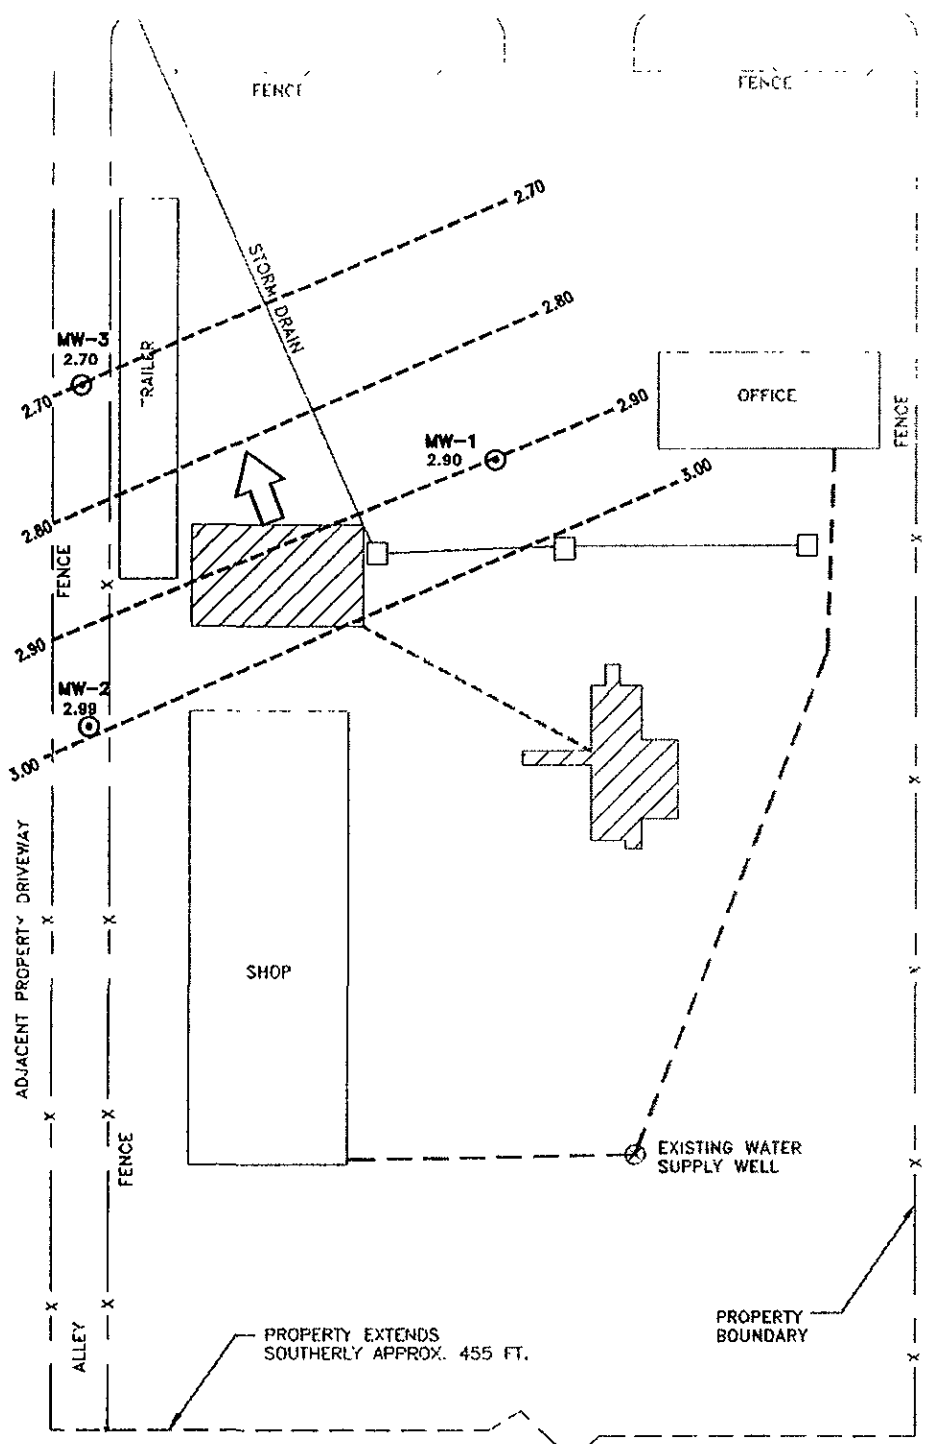 FENCE
FENCE
2.70
STORM DRAIN
2.80
MW-3
2.70
TRAILER
2.70
OFFICE
FENCE
2.90
MW-1
2.90
3.00
2.80
FENCE
2.90
MW-2
2.99
3.00
ADJACENT PROPERTY DRIVEWAY
SHOP
FENCE
EXISTING WATER
SUPPLY WELL
PROPERTY
BOUNDARY
ALLEY
PROPERTY EXTENDS
SOUTHERLY APPROX. 455 FT.